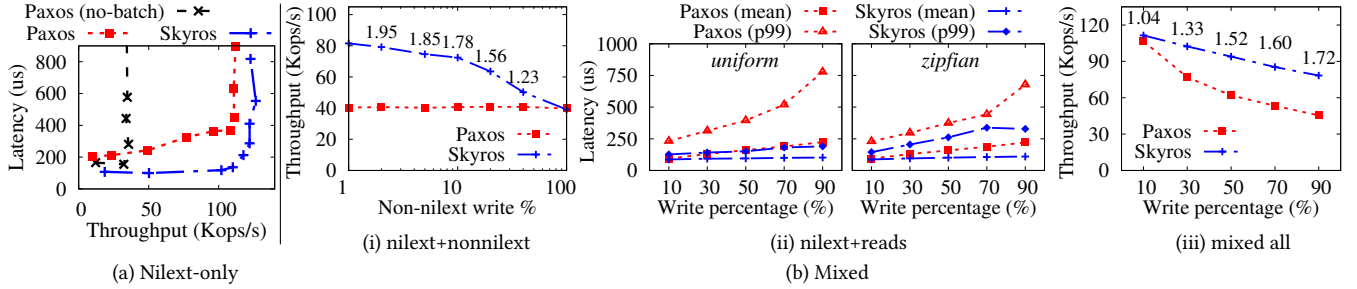 Paxos (no-batch)
Paxos
Skyros
Latency (us)
800
600
400
200
0
0
50
100
Throughput (Kops/s)
(a) Nilext-only
Throughput (Kops/s)
100
80
60
40
20
0
1.95
1.85
1.78
1.56
1.23
Paxos
Skyros
1
10
100
Non-nilext write %
(i) nilext+nonnilext
Paxos (mean)
Paxos (p99)
Skyros (mean)
Skyros (p99)
Latency (us)
1000
750
500
250
0
uniform
zipfian
10 30 50 70 90
Write percentage (%)
10 30 50 70 90
Write percentage (%)
(ii) nilext+reads
(b) Mixed
Throughput (Kops/s)
120
90
60
30
0
1.04
1.33
1.52
1.60
1.72
Paxos
Skyros
10 30 50 70 90
Write percentage (%)
(iii) mixed all